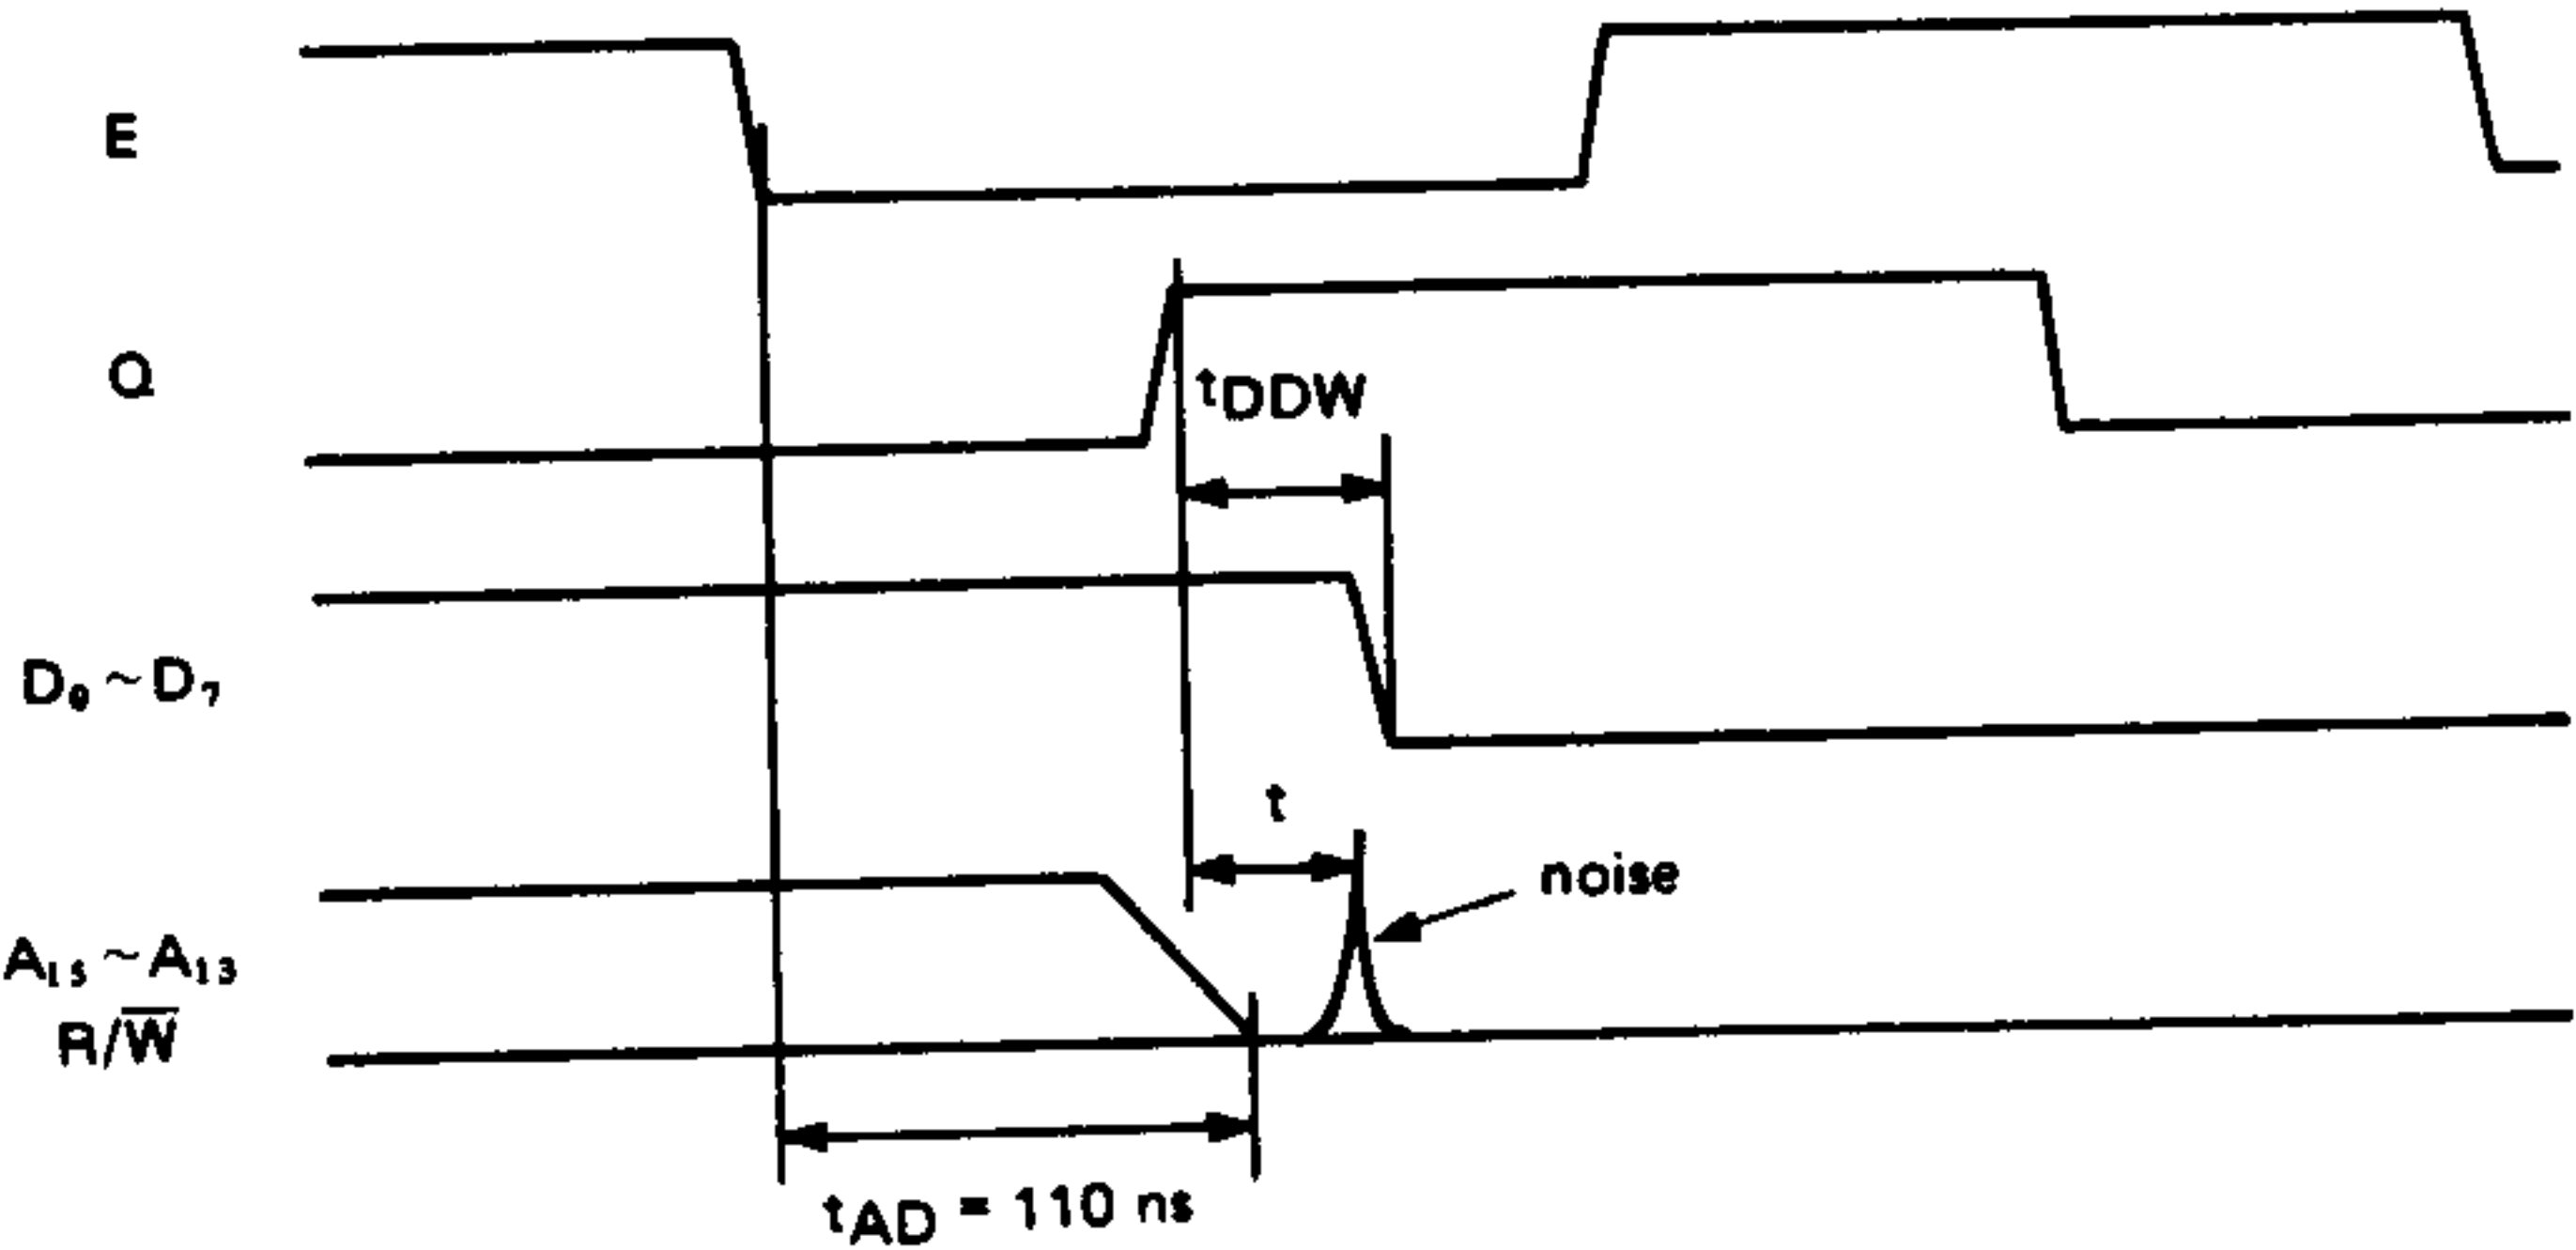 E
Q
tDDW
D₀ ~ D₇
t
noise
A₁₅ ~ A₁₃
R/W̅
tAD = 110 ns